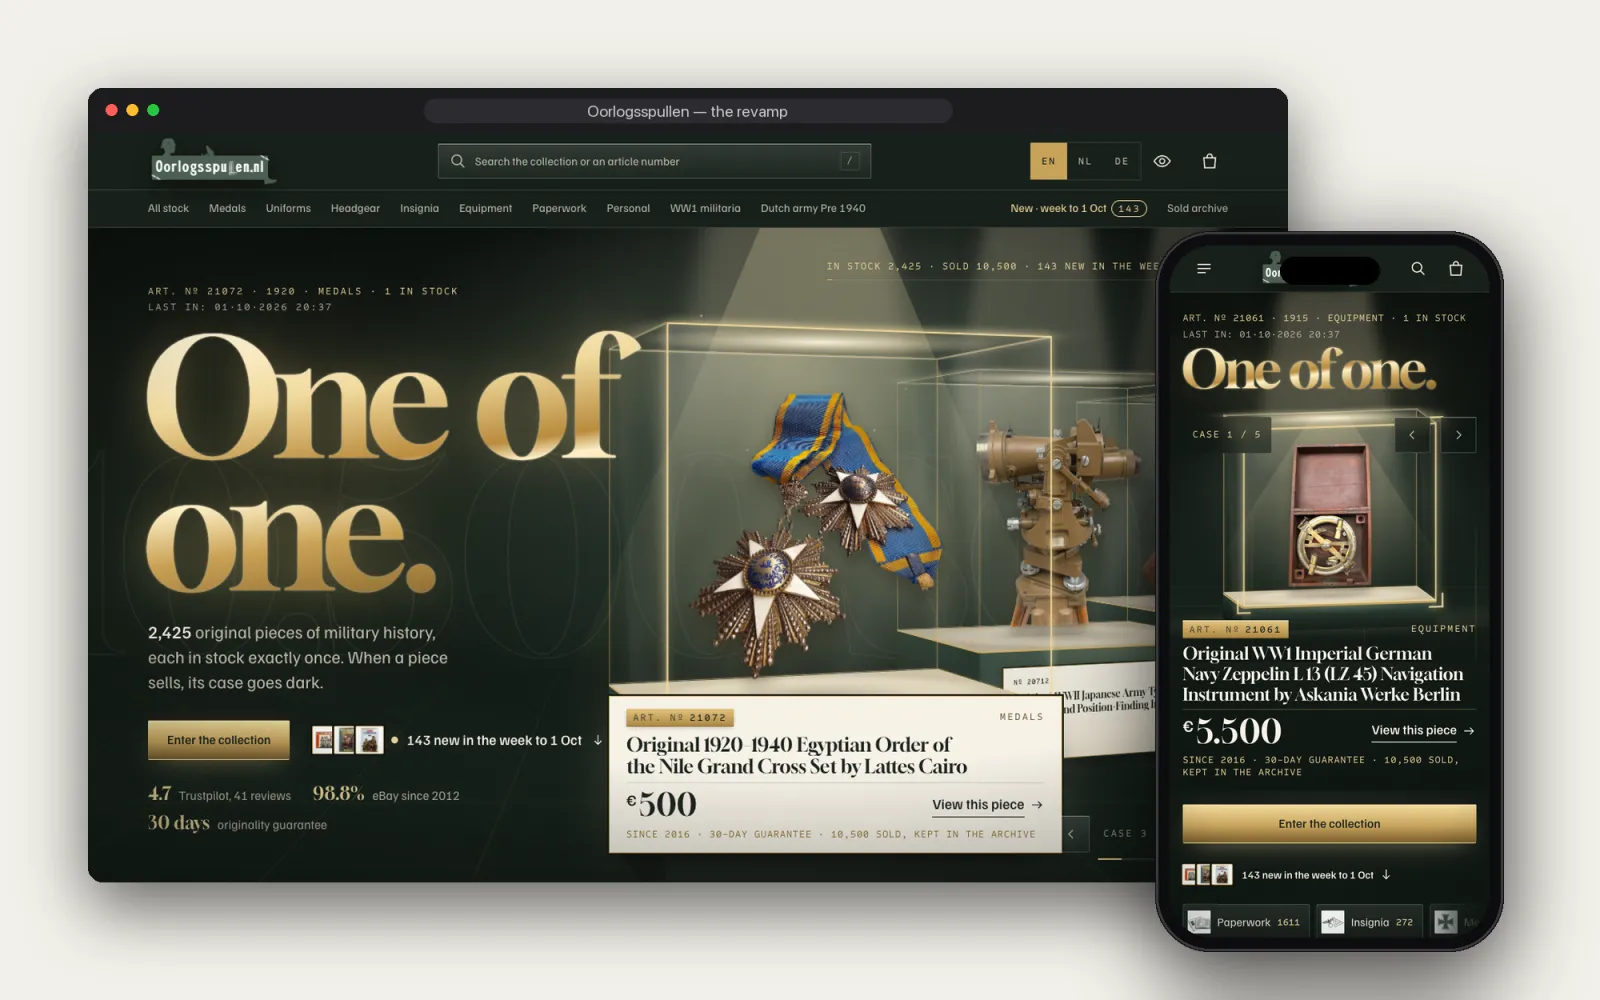 Oorlogsspullen — the revamp
Oorlogsspullen.nl
Search the collection or an article number
/
EN NL DE
All stock Medals Uniforms Headgear Insignia Equipment Paperwork Personal WW1 militaria Dutch army Pre 1940
New · week to 1 Oct 143 Sold archive
IN STOCK 2,425 · SOLD 10,500 · 143 NEW IN THE WEE
ART. Nº 21072 · 1920 · MEDALS · 1 IN STOCK
LAST IN: 01·10·2026 20:37
One of
one.
2,425 original pieces of military history,
each in stock exactly once. When a piece
sells, its case goes dark.
Enter the collection
143 new in the week to 1 Oct ↓
4.7 Trustpilot, 41 reviews 98.8% eBay since 2012
30 days originality guarantee
Nº 20712
WWII Japanese Army
nd Position-Finding
ART. Nº 21072 MEDALS
Original 1920-1940 Egyptian Order of
the Nile Grand Cross Set by Lattes Cairo
€500 View this piece →
SINCE 2016 · 30-DAY GUARANTEE · 10,500 SOLD, KEPT IN THE ARCHIVE
CASE 3
Oor
ART. Nº 21061 · 1915 · EQUIPMENT · 1 IN STOCK
LAST IN: 01·10·2026 20:37
One of one.
CASE 1 / 5
ART. Nº 21061 EQUIPMENT
Original WW1 Imperial German
Navy Zeppelin L 13 (LZ 45) Navigation
Instrument by Askania Werke Berlin
€5.500 View this piece →
SINCE 2016 · 30-DAY GUARANTEE · 10,500 SOLD,
KEPT IN THE ARCHIVE
Enter the collection
143 new in the week to 1 Oct ↓
Paperwork 1611 Insignia 272 Me